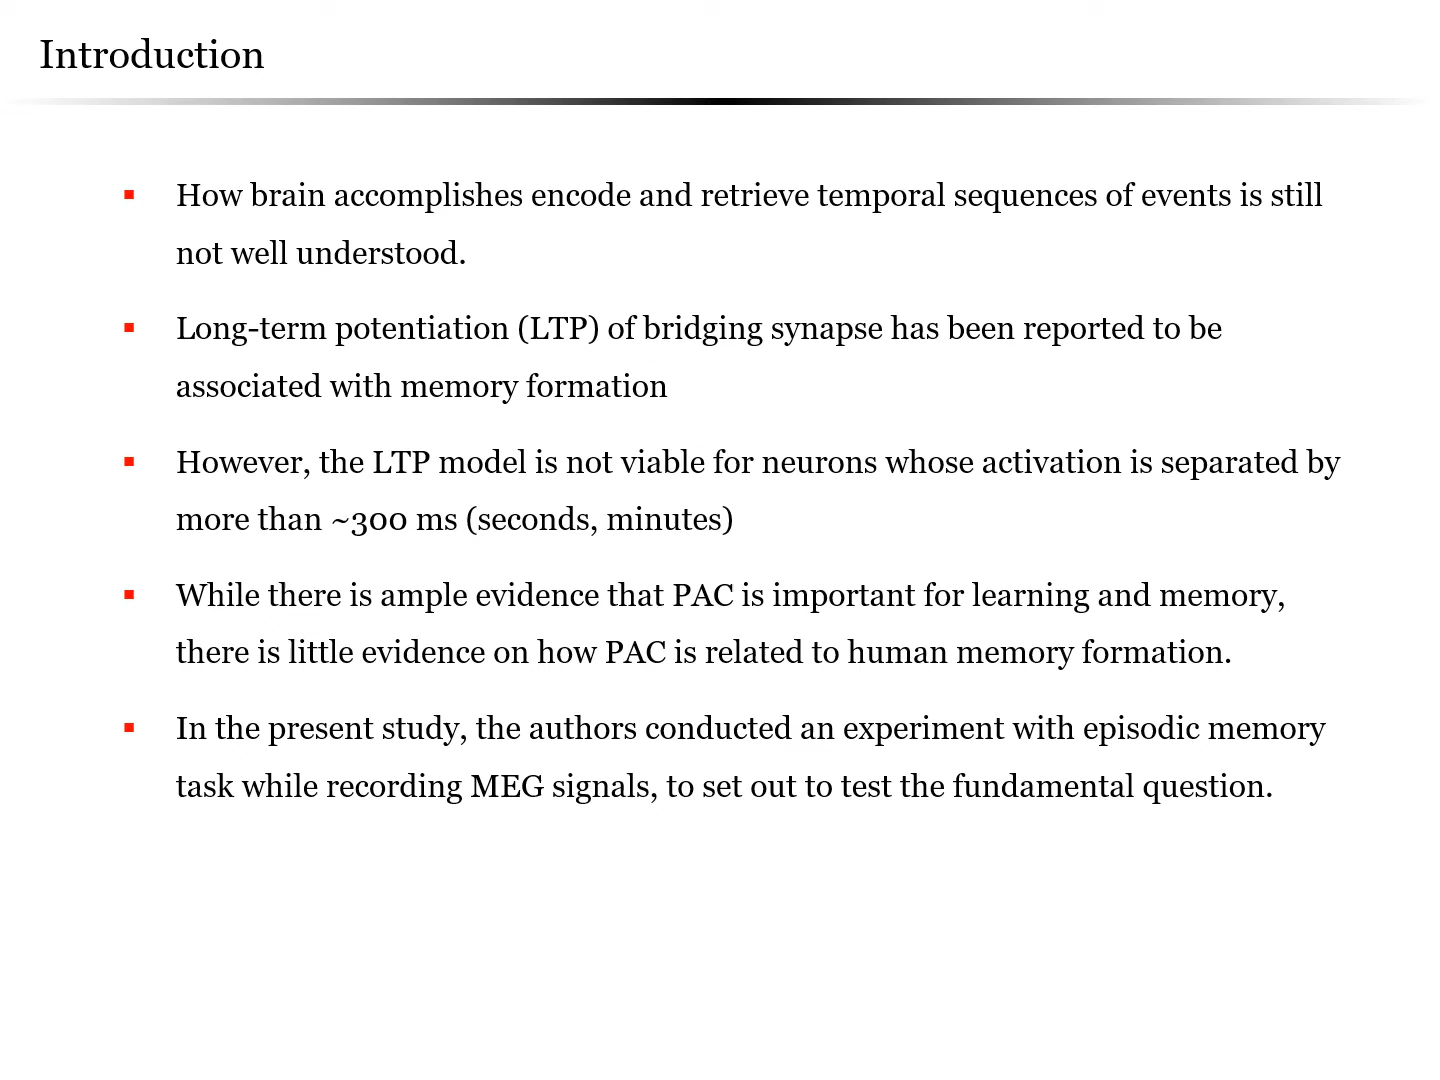 Introduction
▪ How brain accomplishes encode and retrieve temporal sequences of events is still
not well understood.
▪ Long-term potentiation (LTP) of bridging synapse has been reported to be
associated with memory formation
▪ However, the LTP model is not viable for neurons whose activation is separated by
more than ~300 ms (seconds, minutes)
▪ While there is ample evidence that PAC is important for learning and memory,
there is little evidence on how PAC is related to human memory formation.
▪ In the present study, the authors conducted an experiment with episodic memory
task while recording MEG signals, to set out to test the fundamental question.